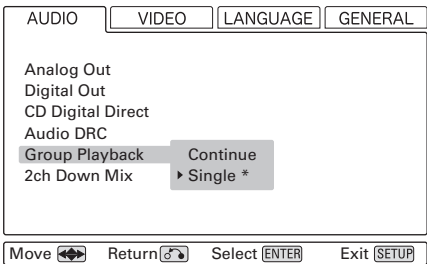 AUDIO VIDEO LANGUAGE GENERAL
Analog Out
Digital Out
CD Digital Direct
Audio DRC
Group Playback Continue
2ch Down Mix Single *
Move Return Select ENTER Exit SETUP